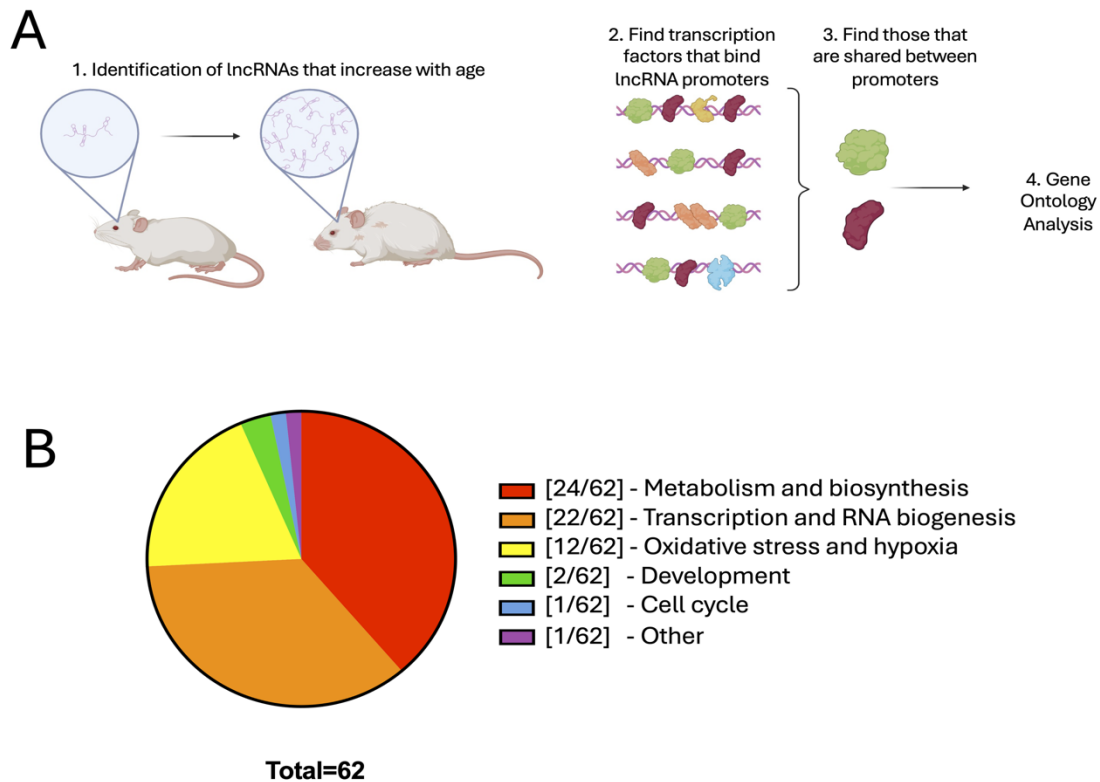 A
1. Identification of lncRNAs that increase with age
2. Find transcription
factors that bind
lncRNA promoters
3. Find those that
are shared between
promoters
4. Gene
Ontology
Analysis
B
[24/62] - Metabolism and biosynthesis
[22/62] - Transcription and RNA biogenesis
[12/62] - Oxidative stress and hypoxia
[2/62] - Development
[1/62] - Cell cycle
[1/62] - Other
Total=62